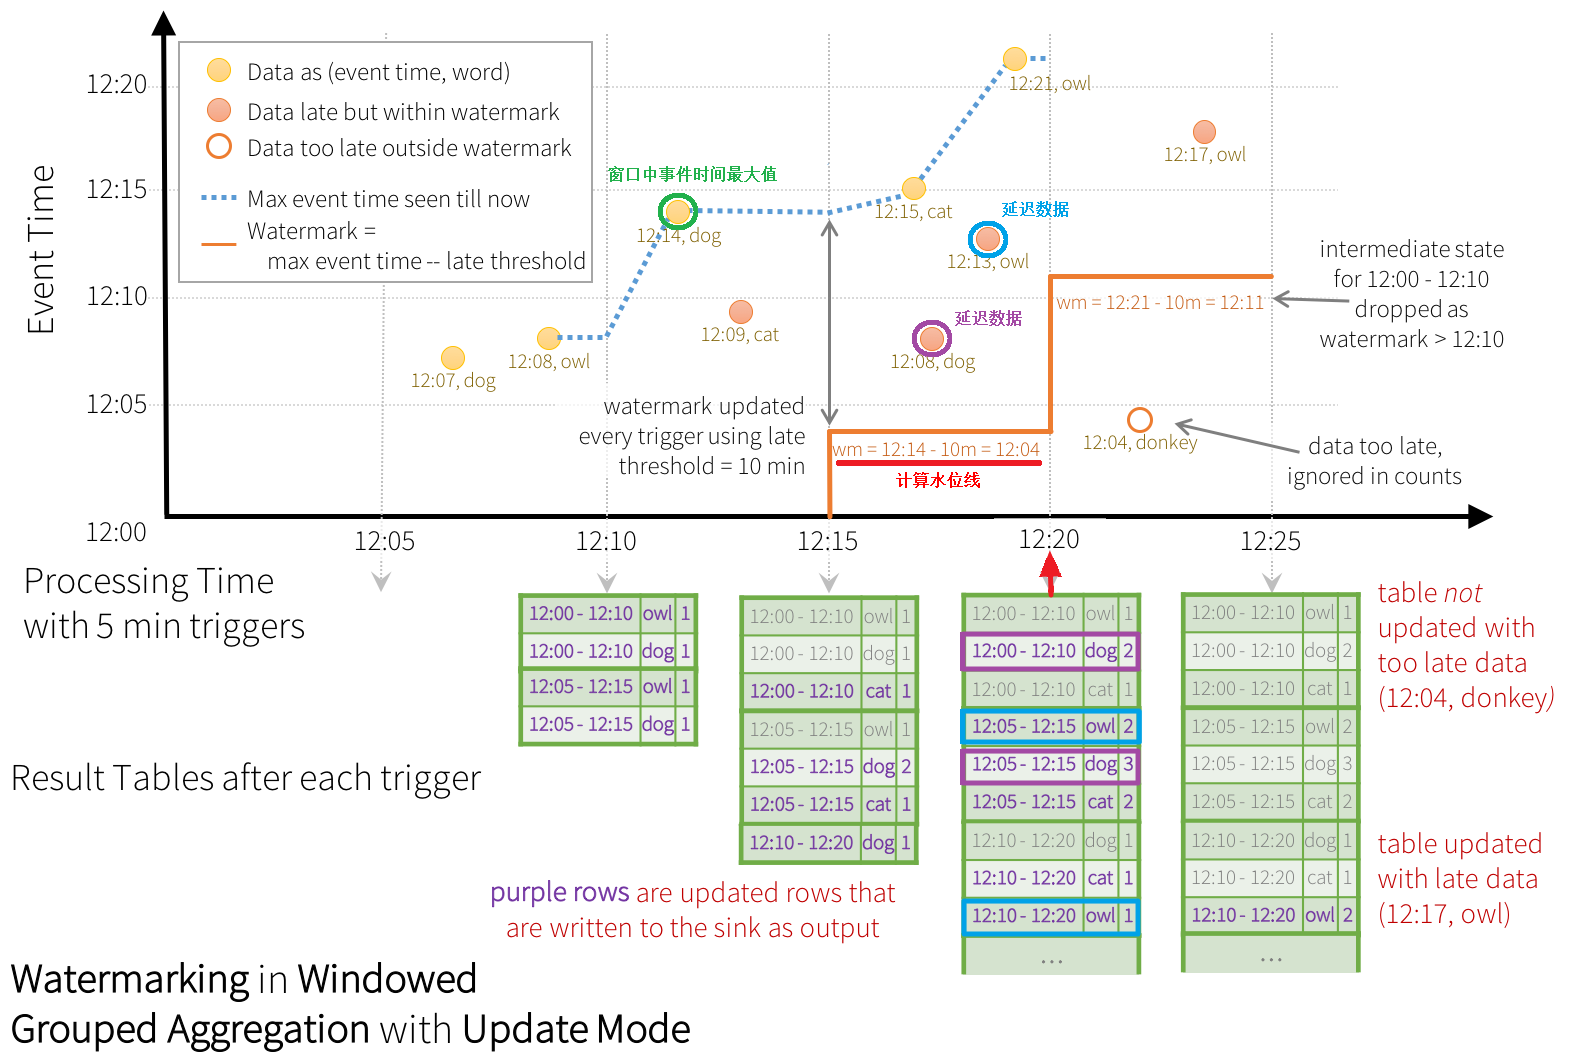 Event Time
12:20
12:15
12:10
12:05
12:00
Data as (event time, word)
Data late but within watermark
Data too late outside watermark
Max event time seen till now
Watermark =
max event time -- late threshold
窗口中事件时间最大值
12:14, dog
12:07, dog
12:08, owl
12:09, cat
12:15, cat
12:21, owl
延迟数据
12:13, owl
延迟数据
12:08, dog
12:17, owl
12:04, donkey
watermark updated
every trigger using late
threshold = 10 min
wm = 12:14 - 10m = 12:04
计算水位线
wm = 12:21 - 10m = 12:11
intermediate state
for 12:00 - 12:10
dropped as
watermark > 12:10
data too late,
ignored in counts
12:05
12:10
12:15
12:20
12:25
Processing Time
with 5 min triggers
Result Tables after each trigger
12:00 - 12:10 owl 1
12:00 - 12:10 dog 1
12:05 - 12:15 owl 1
12:05 - 12:15 dog 1
12:00 - 12:10 owl 1
12:00 - 12:10 dog 1
12:00 - 12:10 cat 1
12:05 - 12:15 owl 1
12:05 - 12:15 dog 2
12:05 - 12:15 cat 1
12:10 - 12:20 dog 1
12:00 - 12:10 owl 1
12:00 - 12:10 dog 2
12:00 - 12:10 cat 1
12:05 - 12:15 owl 2
12:05 - 12:15 dog 3
12:05 - 12:15 cat 2
12:10 - 12:20 dog 1
12:10 - 12:20 cat 1
12:10 - 12:20 owl 1
...
12:00 - 12:10 owl 1
12:00 - 12:10 dog 2
12:00 - 12:10 cat 1
12:05 - 12:15 owl 2
12:05 - 12:15 dog 3
12:05 - 12:15 cat 2
12:10 - 12:20 dog 1
12:10 - 12:20 cat 1
12:10 - 12:20 owl 2
...
table not
updated with
too late data
(12:04, donkey)
table updated
with late data
(12:17, owl)
purple rows are updated rows that
are written to the sink as output
Watermarking in Windowed
Grouped Aggregation with Update Mode